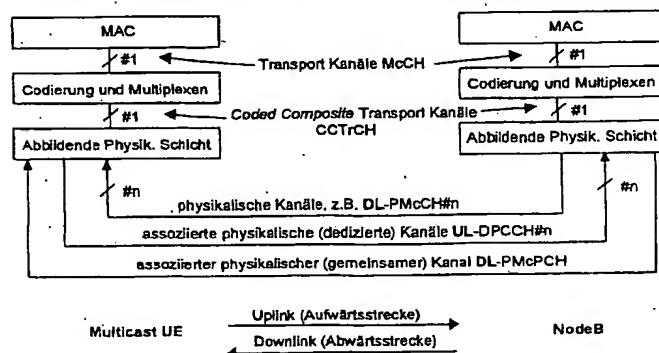 MAC
MAC
#1
Transport Kanäle McCH
#1
Codierung und Multiplexen
Codierung und Multiplexen
#1
Coded Composite Transport Kanäle
CCTrCH
#1
Abbildende Physik. Schicht
Abbildende Physik. Schicht
#n
#n
physikalische Kanäle, z.B. DL-PMcCH#n
assoziierte physikalische (dedizierte) Kanäle UL-DPCCH#n
assoziierter physikalischer (gemeinsamer) Kanal DL-PMcPCH
Uplink (Aufwärtsstrecke)
Multicast UE
NodeB
Downlink (Abwärtsstrecke)